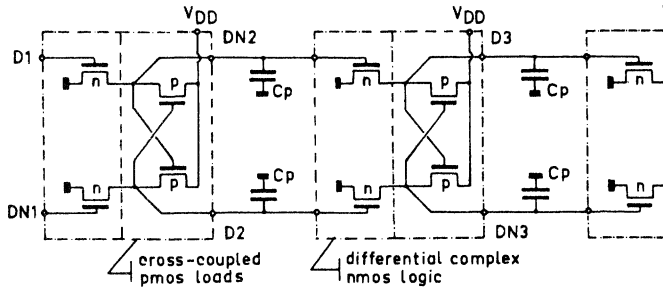 VDD
VDD
D1
DN2
D3
n
p
Cp
n
p
Cp
n
n
p
Cp
n
p
Cp
n
DN1
D2
DN3
cross-coupled
pmos loads
differential complex
nmos logic